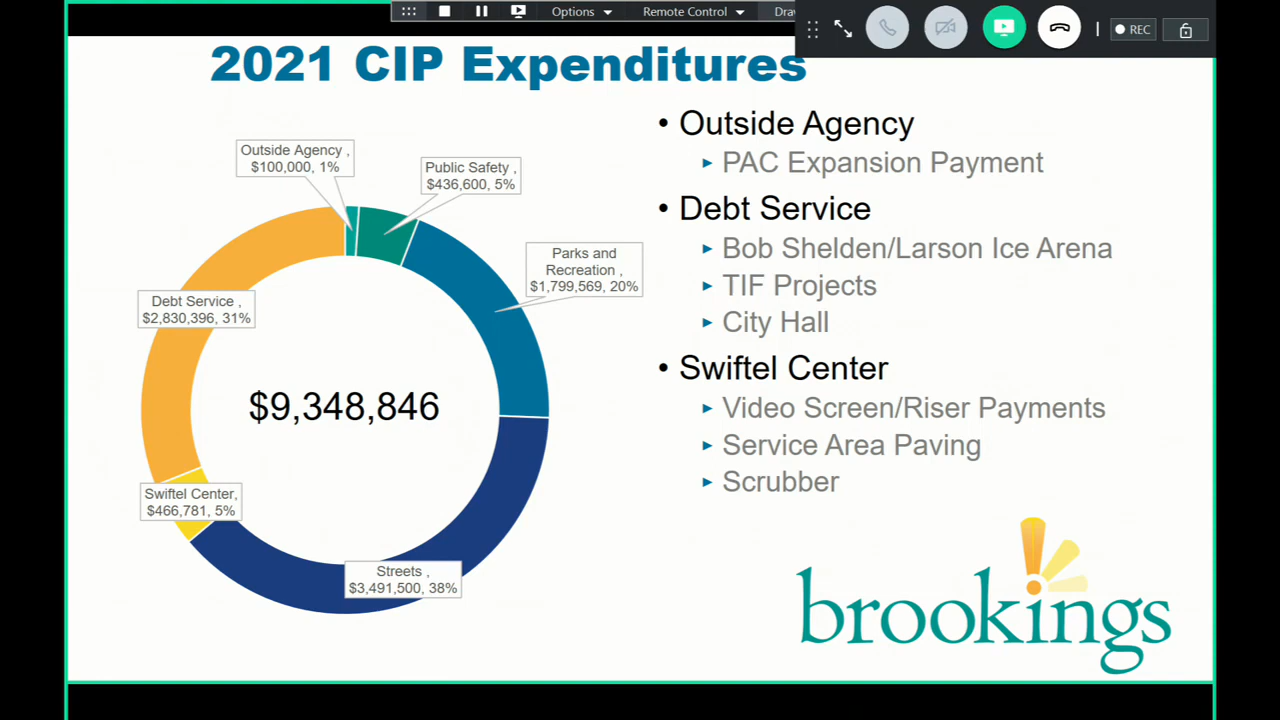 Options
Remote Control
REC
2021 CIP Expenditures
Outside Agency ,
$100,000, 1%
Public Safety ,
$436,600, 5%
Parks and
Recreation ,
$1,799,569, 20%
Debt Service ,
$2,830,396, 31%
$9,348,846
Swiftel Center,
$466,781, 5%
Streets ,
$3,491,500, 38%
• Outside Agency
PAC Expansion Payment
• Debt Service
Bob Shelden/Larson Ice Arena
TIF Projects
City Hall
• Swiftel Center
Video Screen/Riser Payments
Service Area Paving
Scrubber
brookings